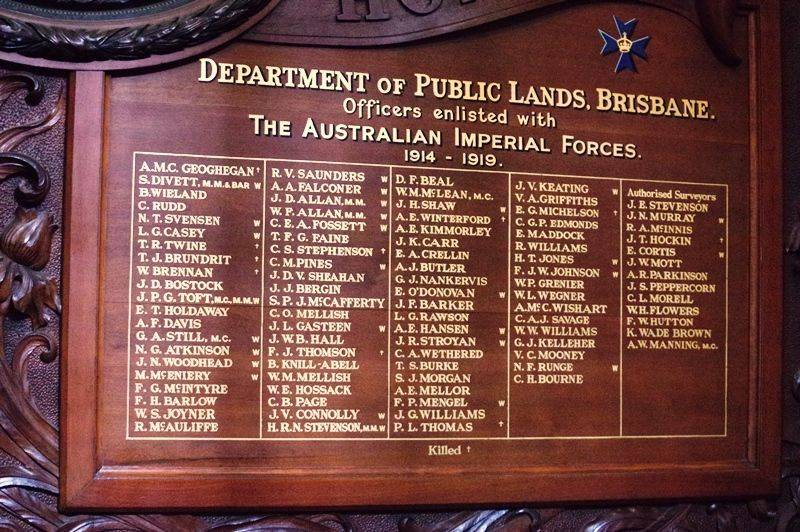 HO
DEPARTMENT OF PUBLIC LANDS, BRISBANE.
Officers enlisted with
THE AUSTRALIAN IMPERIAL FORCES.
1914 - 1919.
A.M.C. GEOGHEGAN †
S. DIVETT, M.M. & BAR W
B. WIELAND
C. RUDD
N. T. SVENSEN W
L. G. CASEY W
T. R. TWINE †
T. J. BRUNDRIT †
W. BRENNAN †
J. D. BOSTOCK
J. P. G. TOFT, M.C., M.M. W
E. T. HOLDAWAY
A. F. DAVIS
G. A. STILL, M.C. W
N. G. ATKINSON W
J. N. WOODHEAD W
M. McENIERY W
F. G. McINTYRE
F. H. BARLOW
W. S. JOYNER
R. McAULIFFE
R. V. SAUNDERS W
A. A. FALCONER W
J. D. ALLAN, M.M. W
W. F. ALLAN, M.M. W
C. E. A. FOSSETT W
T. F. G. FAINE
C. S. STEPHENSON †
C. M. PINES W
J. D. V. SHEAHAN
J. J. BERGIN
S. P. J. McCAFFERTY
C. O. MELLISH
J. L. GASTEEN W
J. W. B. HALL
F. J. THOMSON †
B. KNILL-ABELL
W. M. MELLISH
W. E. HOSSACK
C. B. PAGE
J. V. CONNOLLY W
H. R. N. STEVENSON, M.M. W
D. F. BEAL
W. M. McLEAN, M.C.
J. H. SHAW W
A. E. WINTERFORD †
A. E. KIMMORLEY
J. K. CARR
E. A. CRELLIN
A. J. BUTLER
G. J. NANKERVIS
E. O'DONOVAN W
J. F. BARKER
L. G. RAWSON
A. E. HANSEN W
J. R. STROYAN W
C. A. WETHERED
T. S. BURKE
S. J. MORGAN
A. E. MELLOR
F. P. MENGEL W
J. G. WILLIAMS
P. L. THOMAS †
J. V. KEATING W
V. A. GRIFFITHS
E. G. MICHELSON †
C. G. P. EDMONDS
E. MADDOCK
R. WILLIAMS
H. T. JONES W
F. J. W. JOHNSON W
W. P. GRENIER
W. L. WEGNER
A. McC. WISHART
C. A. J. SAVAGE
W. W. WILLIAMS
G. J. KELLEHER
V. C. MOONEY
N. F. RUNGE W
C. H. BOURNE
Authorised Surveyors
J. E. STEVENSON
J. N. MURRAY W
R. A. McINNIS
J. T. HOCKIN †
E. CORTIS W
J. W. MOTT
A. R. PARKINSON
J. S. PEPPERCORN
C. L. MORELL
W. H. FLOWERS
F. W. HUTTON
K. WADE BROWN
A. W. MANNING, M.C.
Killed †